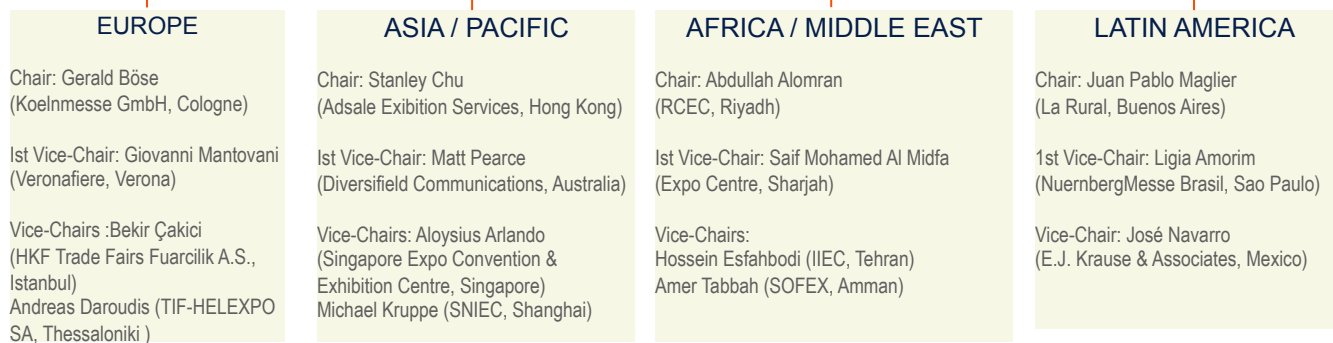 EUROPE
Chair: Gerald Böse
(Koelnmesse GmbH, Cologne)
Ist Vice-Chair: Giovanni Mantovani
(Veronafiere, Verona)
Vice-Chairs :Bekir Çakici
(HKF Trade Fairs Fuarcilik A.S.,
Istanbul)
Andreas Daroudis (TIF-HELEXPO
SA, Thessaloniki )
ASIA / PACIFIC
Chair: Stanley Chu
(Adsale Exibition Services, Hong Kong)
Ist Vice-Chair: Matt Pearce
(Diversifield Communications, Australia)
Vice-Chairs: Aloysius Arlando
(Singapore Expo Convention &
Exhibition Centre, Singapore)
Michael Kruppe (SNIEC, Shanghai)
AFRICA / MIDDLE EAST
Chair: Abdullah Alomran
(RCEC, Riyadh)
Ist Vice-Chair: Saif Mohamed Al Midfa
(Expo Centre, Sharjah)
Vice-Chairs:
Hossein Esfahbodi (IIEC, Tehran)
Amer Tabbah (SOFEX, Amman)
LATIN AMERICA
Chair: Juan Pablo Maglier
(La Rural, Buenos Aires)
1st Vice-Chair: Ligia Amorim
(NuernbergMesse Brasil, Sao Paulo)
Vice-Chair: José Navarro
(E.J. Krause & Associates, Mexico)